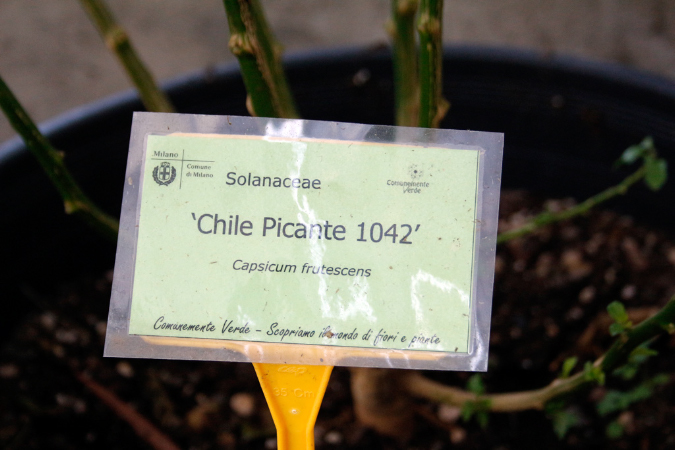 Milano
Comune
di Milano
Solanaceae
Comunemente
Verde
'Chile Picante 1042'
Capsicum frutescens
Comunemente Verde - Scopriamo il mondo di fiori e piante